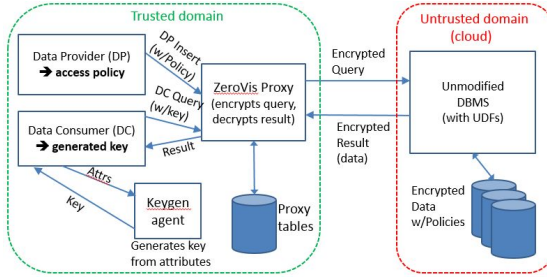 Trusted domain
Untrusted domain
(cloud)
Data Provider (DP)
➔ access policy
DP Insert
(w/Policy)
DC Query
(w/key)
Data Consumer (DC)
➔ generated key
Result
Attrs
Key
Keygen
agent
Generates key
from attributes
ZeroVis Proxy
(encrypts query,
decrypts result)
Proxy
tables
Encrypted
Query
Encrypted
Result
(data)
Unmodified
DBMS
(with UDFs)
Encrypted
Data
w/Policies